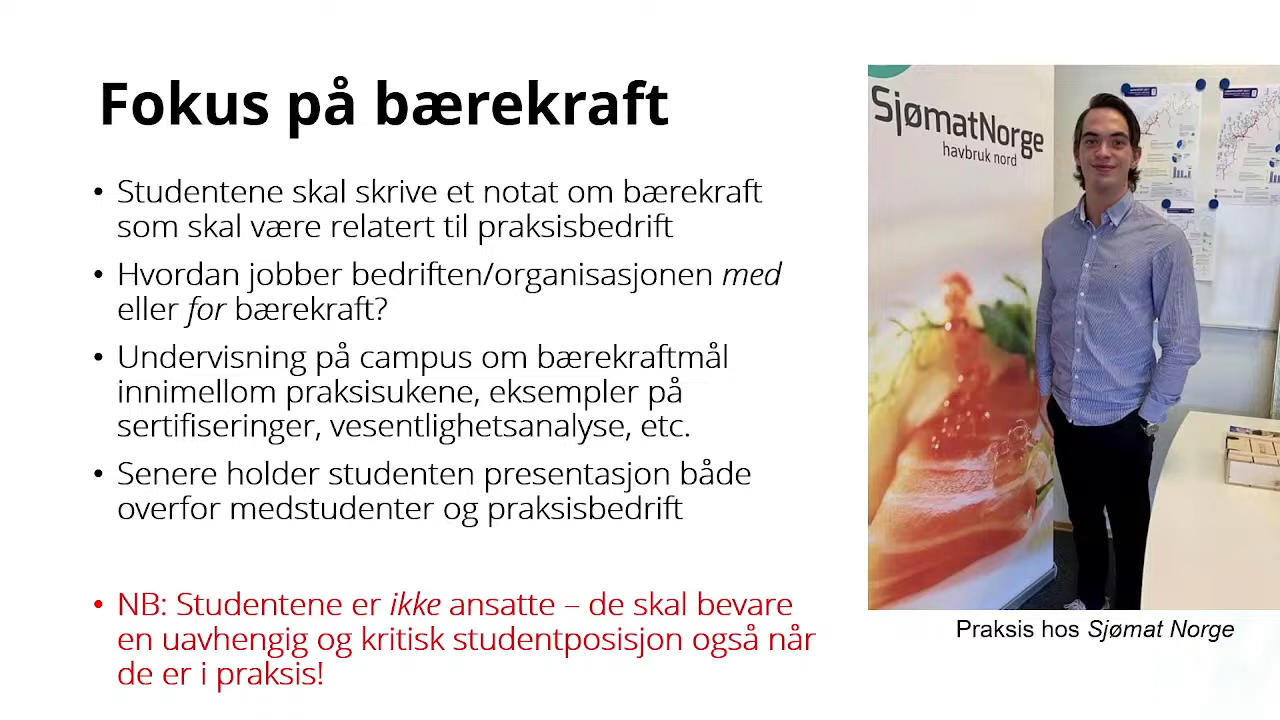 Fokus på bærekraft
• Studentene skal skrive et notat om bærekraft
som skal være relatert til praksisbedrift
• Hvordan jobber bedriften/organisasjonen med
eller for bærekraft?
• Undervisning på campus om bærekraftmål
innimellom praksisukene, eksempler på
sertifiseringer, vesentlighetsanalyse, etc.
• Senere holder studenten presentasjon både
overfor medstudenter og praksisbedrift
• NB: Studentene er ikke ansatte – de skal bevare
en uavhengig og kritisk studentposisjon også når
de er i praksis!
SjømatNorge
havbruk nord
Praksis hos Sjømat Norge